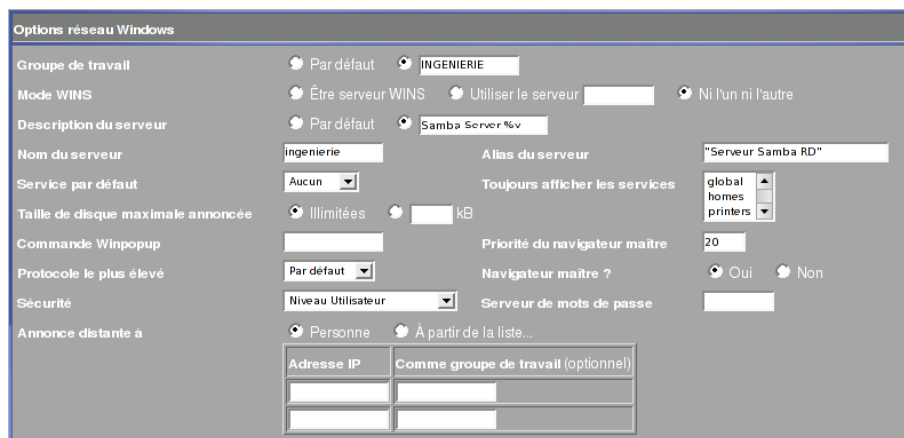 Options réseau Windows
Groupe de travail Par défaut INGENIERIE
Mode WINS Être serveur WINS Utiliser le serveur Ni l'un ni l'autre
Description du serveur Par défaut Samba Server %v
Nom du serveur ingenierie Alias du serveur "Serveur Samba RD"
Service par défaut Aucun Toujours afficher les services global
homes
printers
Taille de disque maximale annoncée Illimitées kB
Commande Winpopup Priorité du navigateur maître 20
Protocole le plus élevé Par défaut Navigateur maître ? Oui Non
Sécurité Niveau Utilisateur Serveur de mots de passe
Annonce distante à Personne À partir de la liste...
Adresse IP Comme groupe de travail (optionnel)